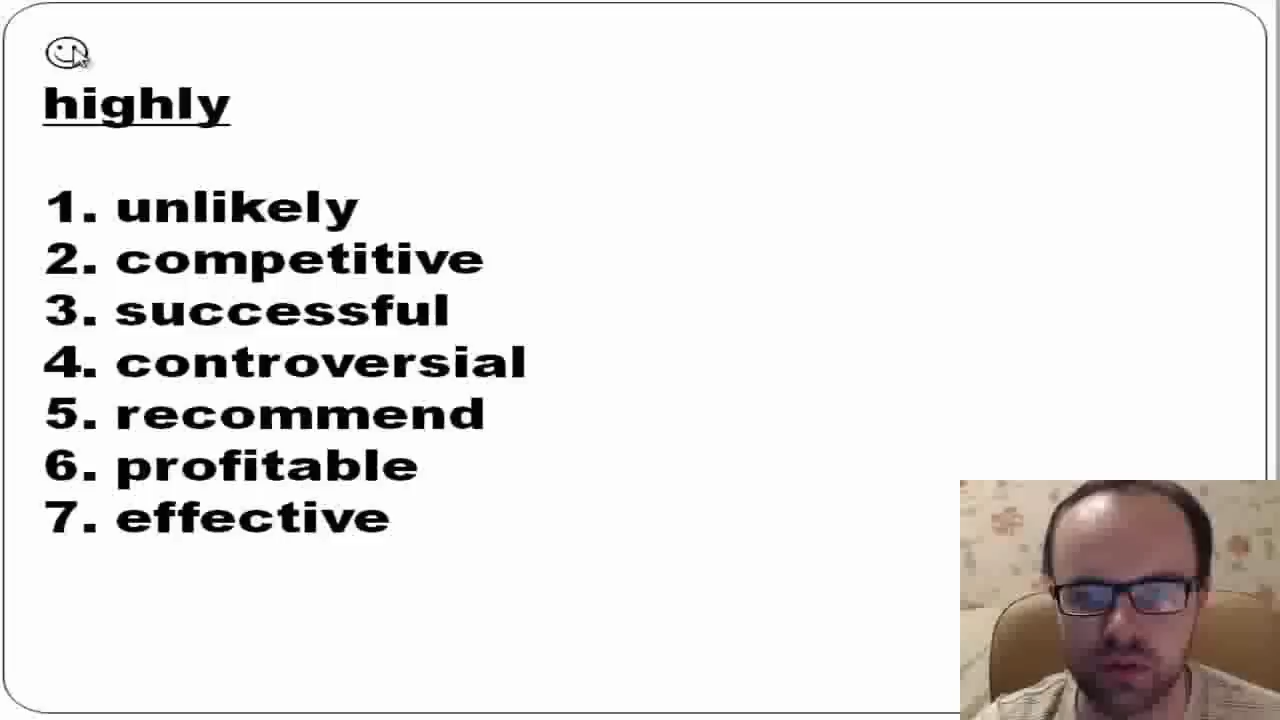 highly
1. unlikely
2. competitive
3. successful
4. controversial
5. recommend
6. profitable
7. effective